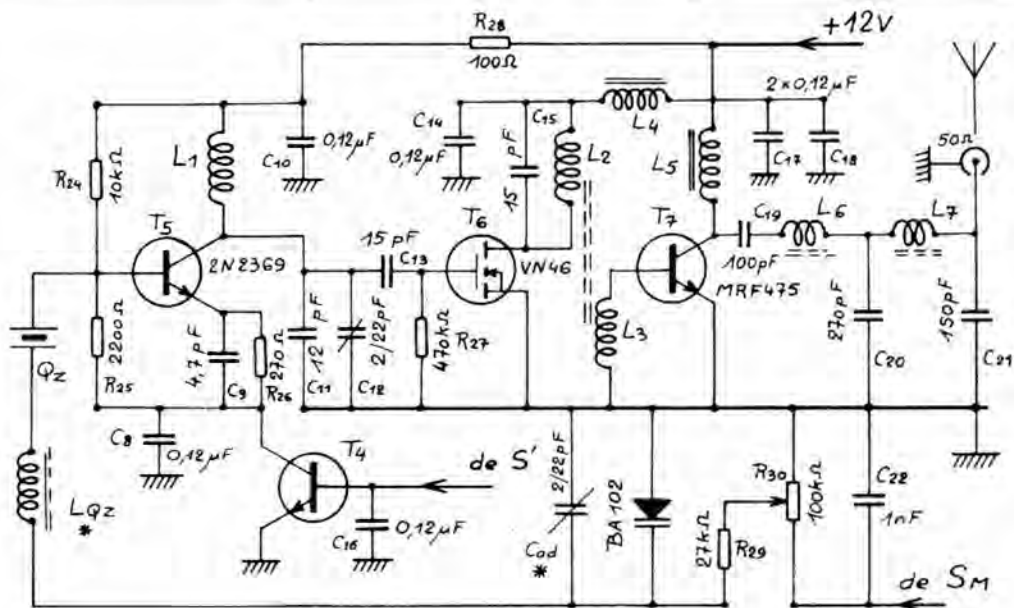 R28
100Ω
+12V
2×0,12µF
50Ω
C14
0,12µF
C10
0,12µF
C15
15 pF
L4
C17
C18
L1
L2
L5
R24
10kΩ
T5
2N2369
T6
VN46
T7
MRF475
C19
100pF
L6
L7
15 pF
C13
L3
270pF
C20
150pF
C21
QZ
2200Ω
R25
4,7pF
C9
270Ω
R26
12 pF
C11
2/22pF
C12
470kΩ
R27
C8
0,12µF
T4
de S'
LQZ
*
C16
0,12µF
2/22pF
Cad
*
BA102
27kΩ
R29
R30
100kΩ
C22
1nF
de SM